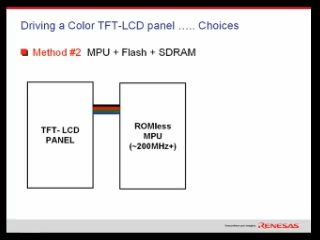 Driving a Color TFT-LCD panel ….. Choices
Method #2 MPU + Flash + SDRAM
TFT- LCD
PANEL
ROMless
MPU
(~200MHz+)
RENESAS